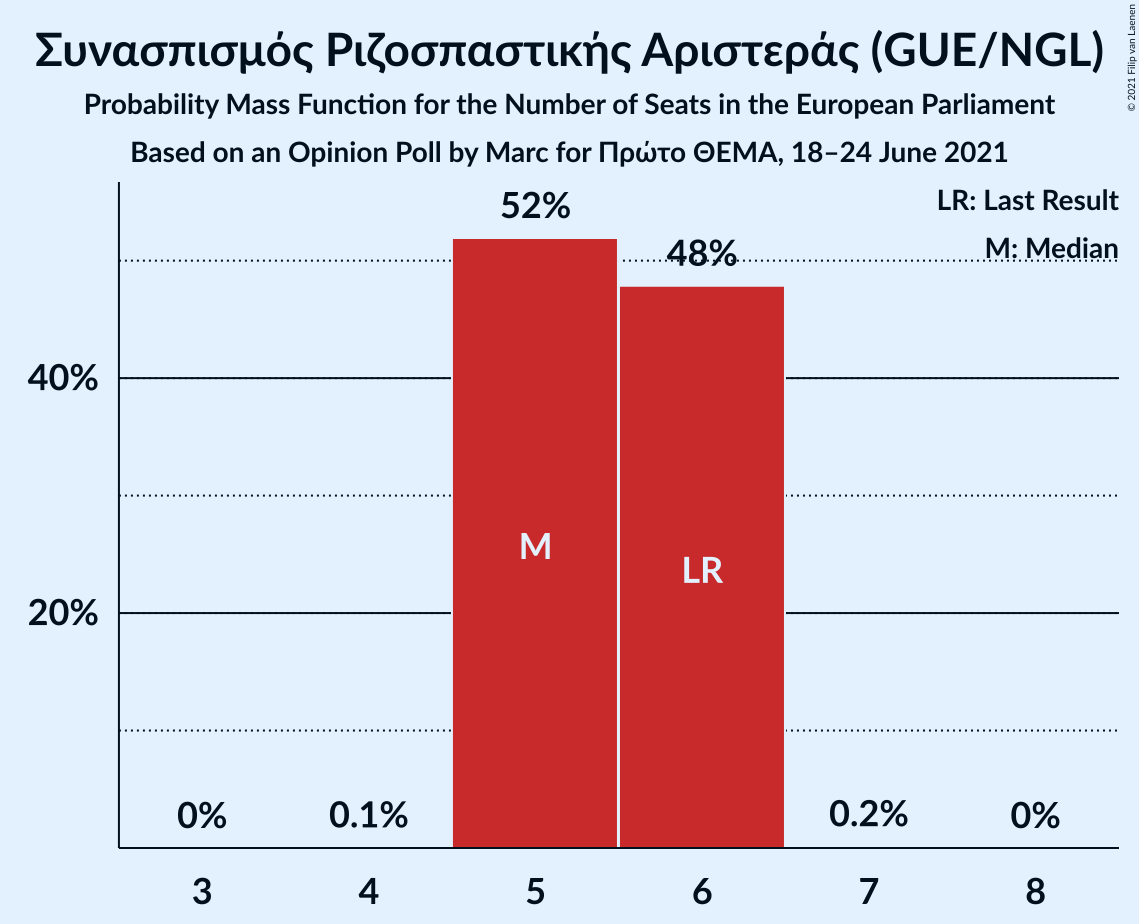 Συνασπισμός Ριζοσπαστικής Αριστεράς (GUE/NGL)
Probability Mass Function for the Number of Seats in the European Parliament
Based on an Opinion Poll by Marc for Πρώτο ΘΕΜΑ, 18–24 June 2021
© 2021 Filip van Laenen
LR: Last Result
M: Median
52%
48%
40%
20%
M
LR
0%
0.1%
0.2%
0%
3
4
5
6
7
8